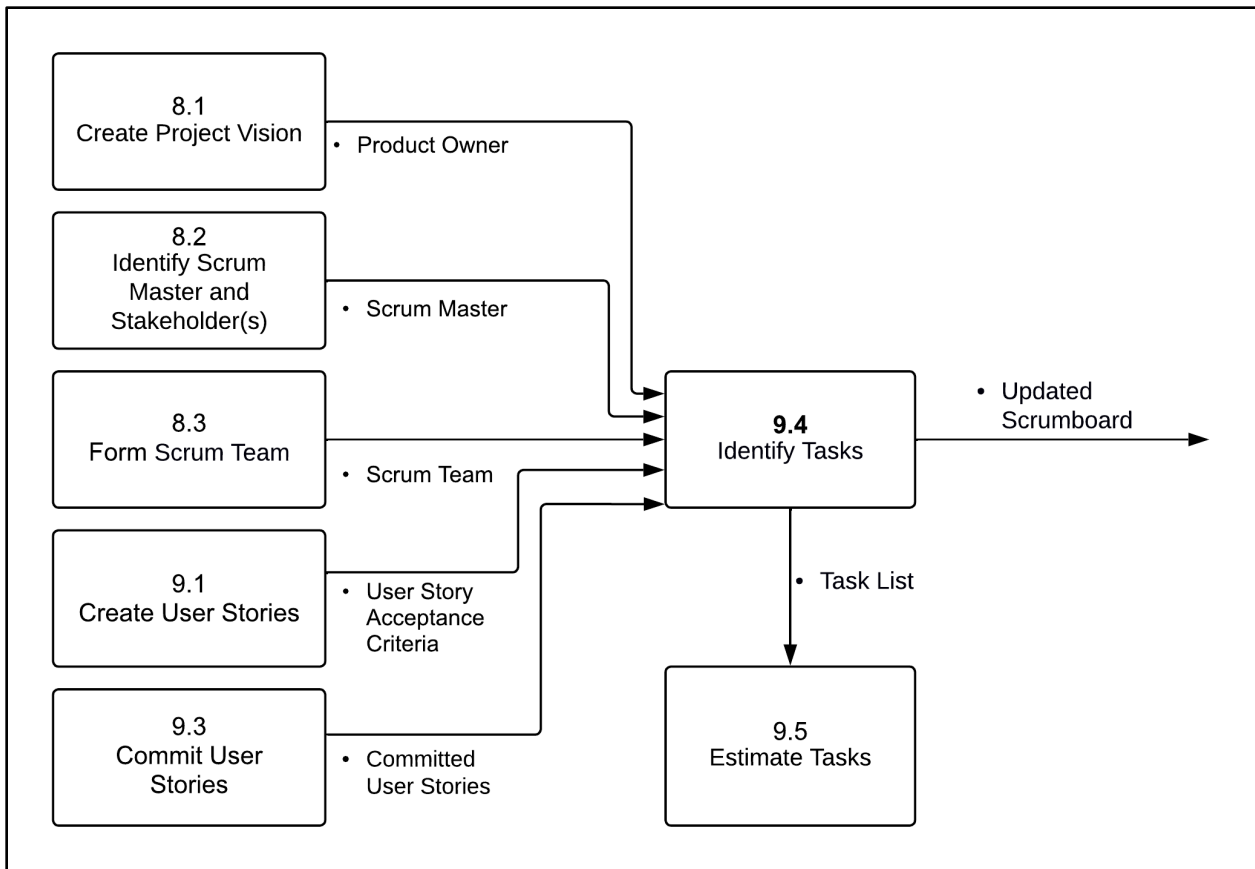 8.1
Create Project Vision
• Product Owner
8.2
Identify Scrum
Master and
Stakeholder(s)
• Scrum Master
8.3
Form Scrum Team
• Scrum Team
9.1
Create User Stories
• User Story
Acceptance
Criteria
9.3
Commit User
Stories
• Committed
User Stories
9.4
Identify Tasks
• Updated
Scrumboard
• Task List
9.5
Estimate Tasks